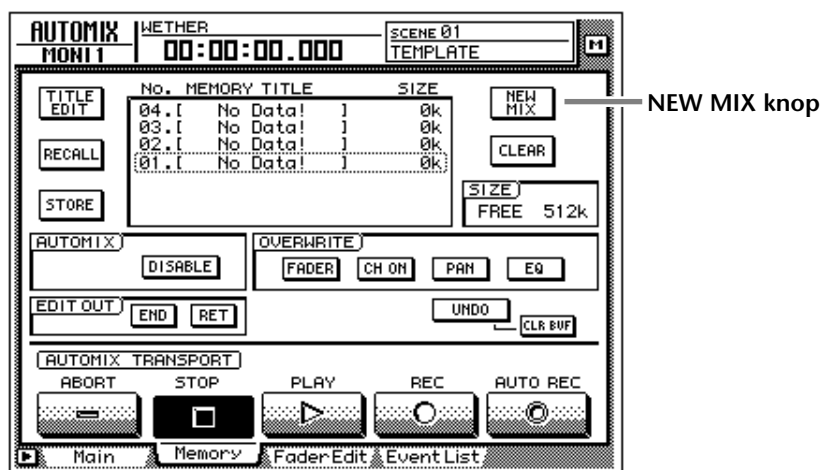 AUTOMIX
MONI 1
WETHER
00:00:00.000
SCENE 01
TEMPLATE
M
TITLE EDIT
RECALL
STORE
No. MEMORY TITLE SIZE
04.[ No Data! ] 0k
03.[ No Data! ] 0k
02.[ No Data! ] 0k
01.[ No Data! ] 0k
NEW MIX
NEW MIX knop
CLEAR
SIZE
FREE 512k
AUTOMIX
DISABLE
OVERWRITE
FADER CH ON PAN EQ
EDIT OUT
END RET
UNDO
CLR BUF
AUTOMIX TRANSPORT
ABORT STOP PLAY REC AUTO REC
Main Memory Fader Edit Event List